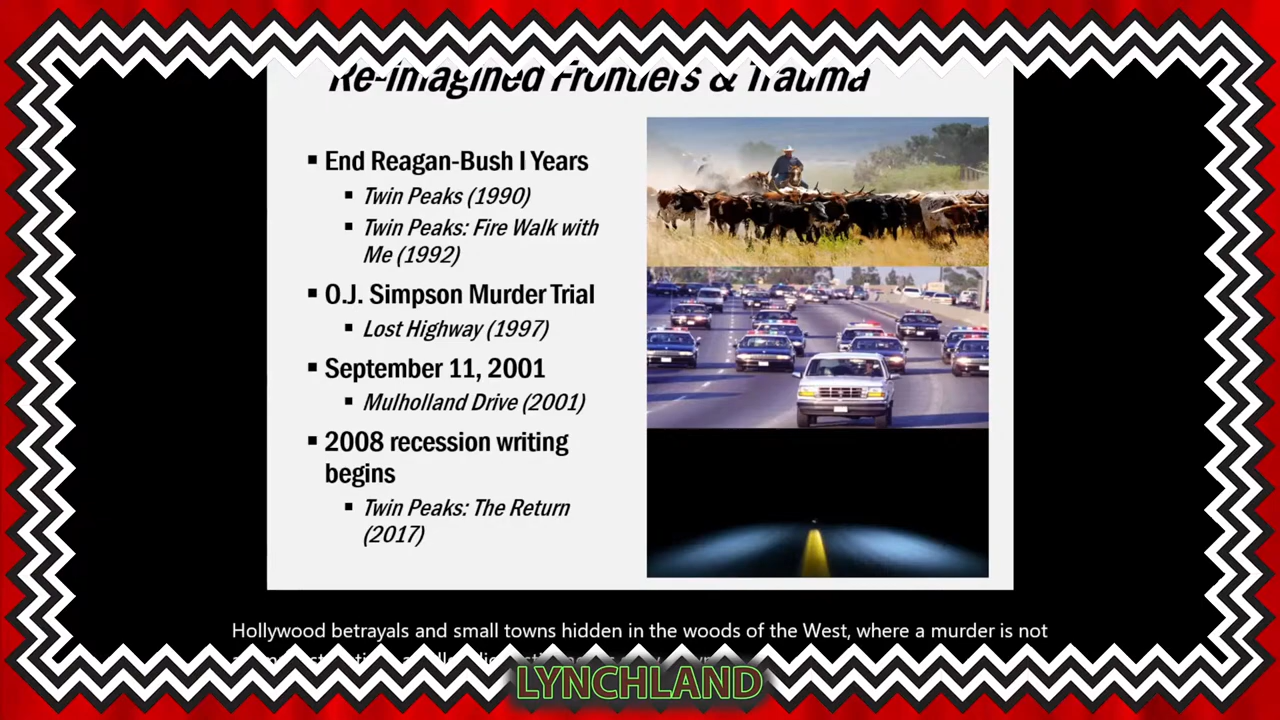 Re-Imagined Frontiers & Trauma
▪ End Reagan-Bush I Years
▪ Twin Peaks (1990)
▪ Twin Peaks: Fire Walk with
Me (1992)
▪ O.J. Simpson Murder Trial
▪ Lost Highway (1997)
▪ September 11, 2001
▪ Mulholland Drive (2001)
▪ 2008 recession writing
begins
▪ Twin Peaks: The Return
(2017)
Hollywood betrayals and small towns hidden in the woods of the West, where a murder is not
LYNCHLAND